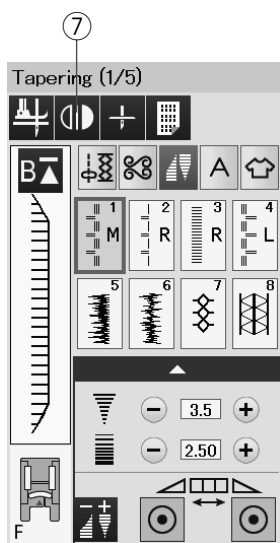 7
Tapering (1/5)
B
A
1 2 3 4
M R R L
5 6 7 8
− 3.5 +
− 2.50 +
F
− +